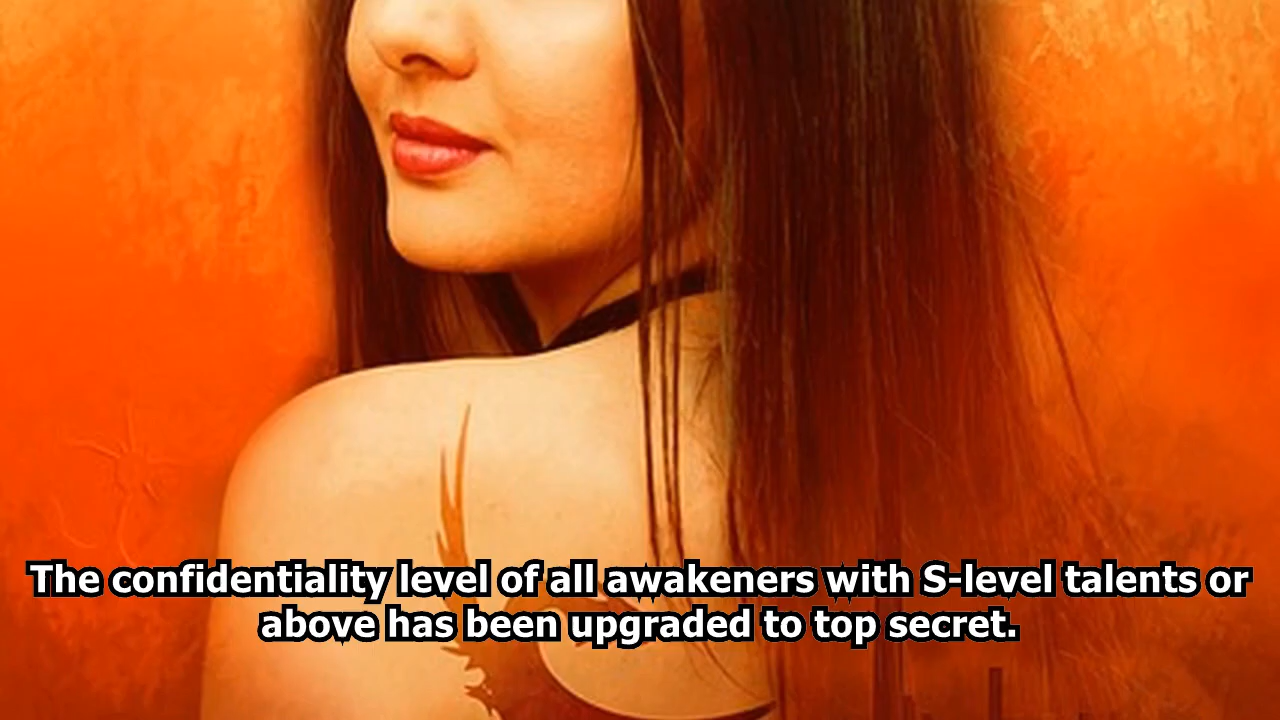 The confidentiality level of all awakeners with S-level talents or
above has been upgraded to top secret.